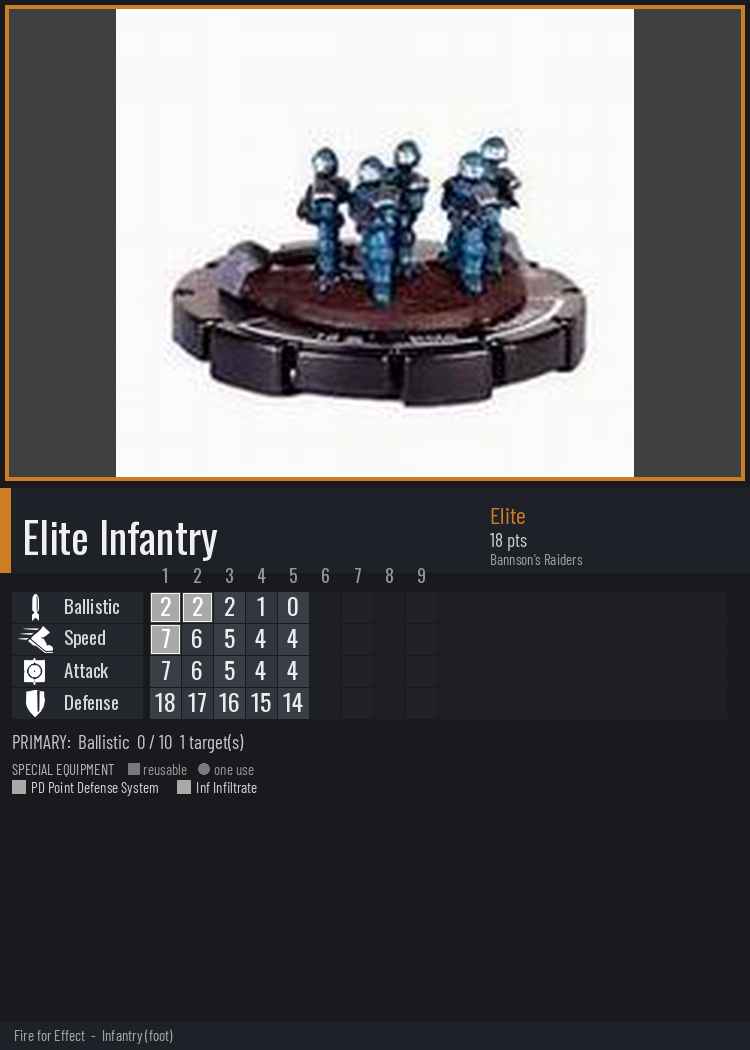 Elite Infantry
Elite
18 pts
Bannson's Raiders
1 2 3 4 5 6 7 8 9
Ballistic 2 2 2 1 0
Speed 7 6 5 4 4
Attack 7 6 5 4 4
Defense 18 17 16 15 14
PRIMARY: Ballistic 0 / 10 1 target(s)
SPECIAL EQUIPMENT reusable one use
PD Point Defense System Inf Infiltrate
Fire for Effect - Infantry (foot)